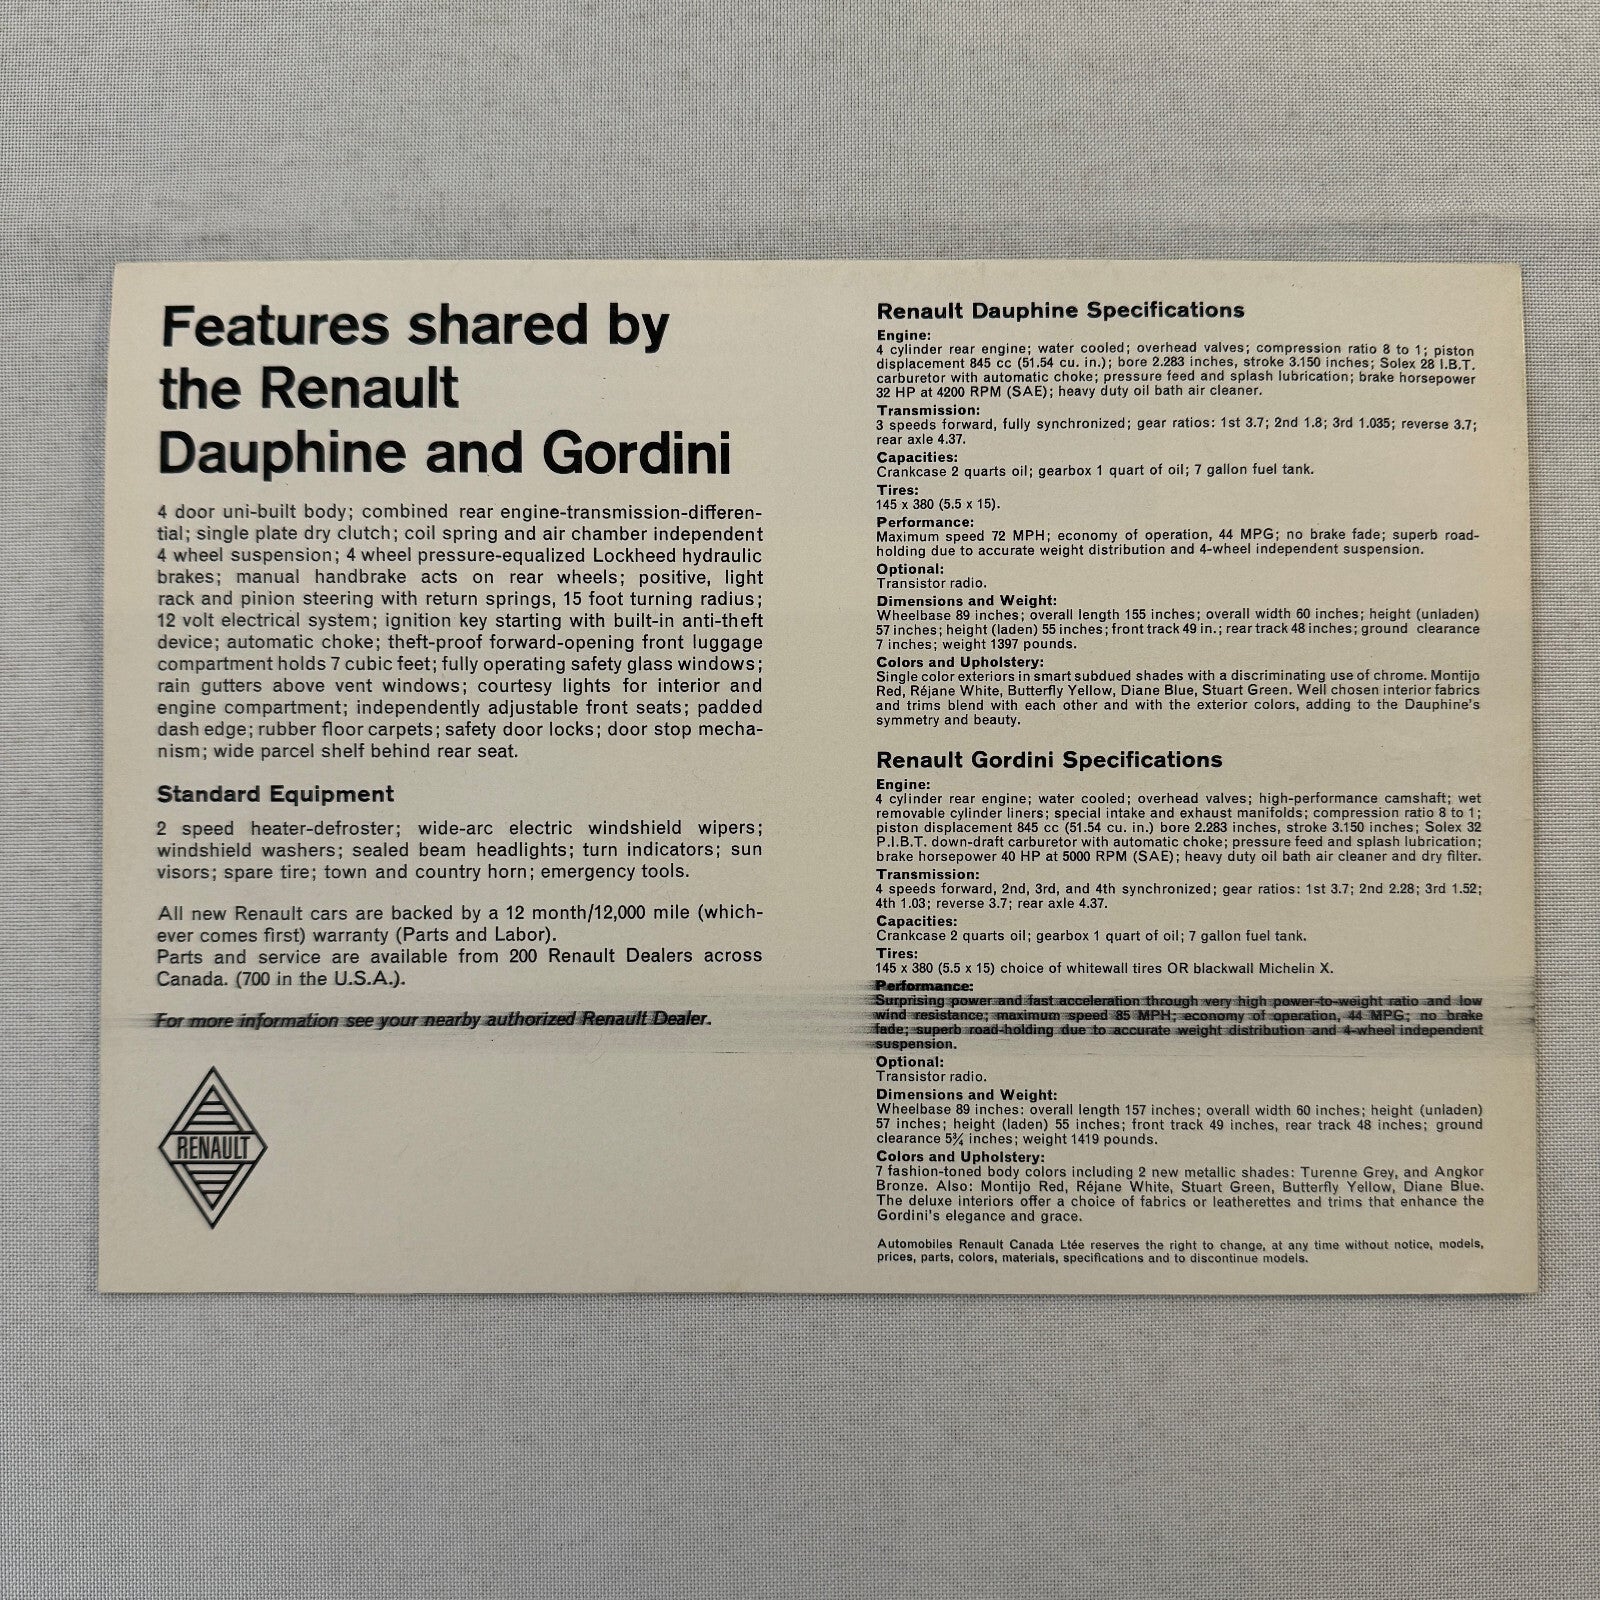 Features shared by
the Renault
Dauphine and Gordini
4 door uni-built body; combined rear engine-transmission-differen-
tial; single plate dry clutch; coil spring and air chamber independent
4 wheel suspension; 4 wheel pressure-equalized Lockheed hydraulic
brakes; manual handbrake acts on rear wheels; positive, light
rack and pinion steering with return springs, 15 foot turning radius;
12 volt electrical system; ignition key starting with built-in anti-theft
device; automatic choke; theft-proof forward-opening front luggage
compartment holds 7 cubic feet; fully operating safety glass windows;
rain gutters above vent windows; courtesy lights for interior and
engine compartment; independently adjustable front seats; padded
dash edge; rubber floor carpets; safety door locks; door stop mecha-
nism; wide parcel shelf behind rear seat.
Standard Equipment
2 speed heater-defroster; wide-arc electric windshield wipers;
windshield washers; sealed beam headlights; turn indicators; sun
visors; spare tire; town and country horn; emergency tools.
All new Renault cars are backed by a 12 month/12,000 mile (which-
ever comes first) warranty (Parts and Labor).
Parts and service are available from 200 Renault Dealers across
Canada. (700 in the U.S.A.).
For more information see your nearby authorized Renault Dealer.
RENAULT
Renault Dauphine Specifications
Engine:
4 cylinder rear engine; water cooled; overhead valves; compression ratio 8 to 1; piston
displacement 845 cc (51.54 cu. in.); bore 2.283 inches, stroke 3.150 inches; Solex 28 I.B.T.
carburetor with automatic choke; pressure feed and splash lubrication; brake horsepower
32 HP at 4200 RPM (SAE); heavy duty oil bath air cleaner.
Transmission:
3 speeds forward, fully synchronized; gear ratios: 1st 3.7; 2nd 1.8; 3rd 1.035; reverse 3.7;
rear axle 4.37.
Capacities:
Crankcase 2 quarts oil; gearbox 1 quart of oil; 7 gallon fuel tank.
Tires:
145 x 380 (5.5 x 15).
Performance:
Maximum speed 72 MPH; economy of operation, 44 MPG; no brake fade; superb road-
holding due to accurate weight distribution and 4-wheel independent suspension.
Optional:
Transistor radio.
Dimensions and Weight:
Wheelbase 89 inches; overall length 155 inches; overall width 60 inches; height (unladen)
57 inches; height (laden) 55 inches; front track 49 in.; rear track 48 inches; ground clearance
7 inches; weight 1397 pounds.
Colors and Upholstery:
Single color exteriors in smart subdued shades with a discriminating use of chrome. Montijo
Red, Réjane White, Butterfly Yellow, Diane Blue, Stuart Green. Well chosen interior fabrics
and trims blend with each other and with the exterior colors, adding to the Dauphine's
symmetry and beauty.
Renault Gordini Specifications
Engine:
4 cylinder rear engine; water cooled; overhead valves; high-performance camshaft; wet
removable cylinder liners; special intake and exhaust manifolds; compression ratio 8 to 1;
piston displacement 845 cc (51.54 cu. in.) bore 2.283 inches, stroke 3.150 inches; Solex 32
P.I.B.T. down-draft carburetor with automatic choke; pressure feed and splash lubrication;
brake horsepower 40 HP at 5000 RPM (SAE); heavy duty oil bath air cleaner and dry filter.
Transmission:
4 speeds forward, 2nd, 3rd, and 4th synchronized; gear ratios: 1st 3.7; 2nd 2.28; 3rd 1.52;
4th 1.03; reverse 3.7; rear axle 4.37.
Capacities:
Crankcase 2 quarts oil; gearbox 1 quart of oil; 7 gallon fuel tank.
Tires:
145 x 380 (5.5 x 15) choice of whitewall tires OR blackwall Michelin X.
Performance:
Surprising power and fast acceleration through very high power-to-weight ratio and low
wind resistance; maximum speed 85 MPH; economy of operation, 44 MPG; no brake
fade; superb road-holding due to accurate weight distribution and 4-wheel independent
suspension.
Optional:
Transistor radio.
Dimensions and Weight:
Wheelbase 89 inches: overall length 157 inches; overall width 60 inches; height (unladen)
57 inches; height (laden) 55 inches; front track 49 inches, rear track 48 inches; ground
clearance 5¾ inches; weight 1419 pounds.
Colors and Upholstery:
7 fashion-toned body colors including 2 new metallic shades: Turenne Grey, and Angkor
Bronze. Also: Montijo Red, Réjane White, Stuart Green, Butterfly Yellow, Diane Blue.
The deluxe interiors offer a choice of fabrics or leatherettes and trims that enhance the
Gordini's elegance and grace.
Automobiles Renault Canada Ltée reserves the right to change, at any time without notice, models,
prices, parts, colors, materials, specifications and to discontinue models.